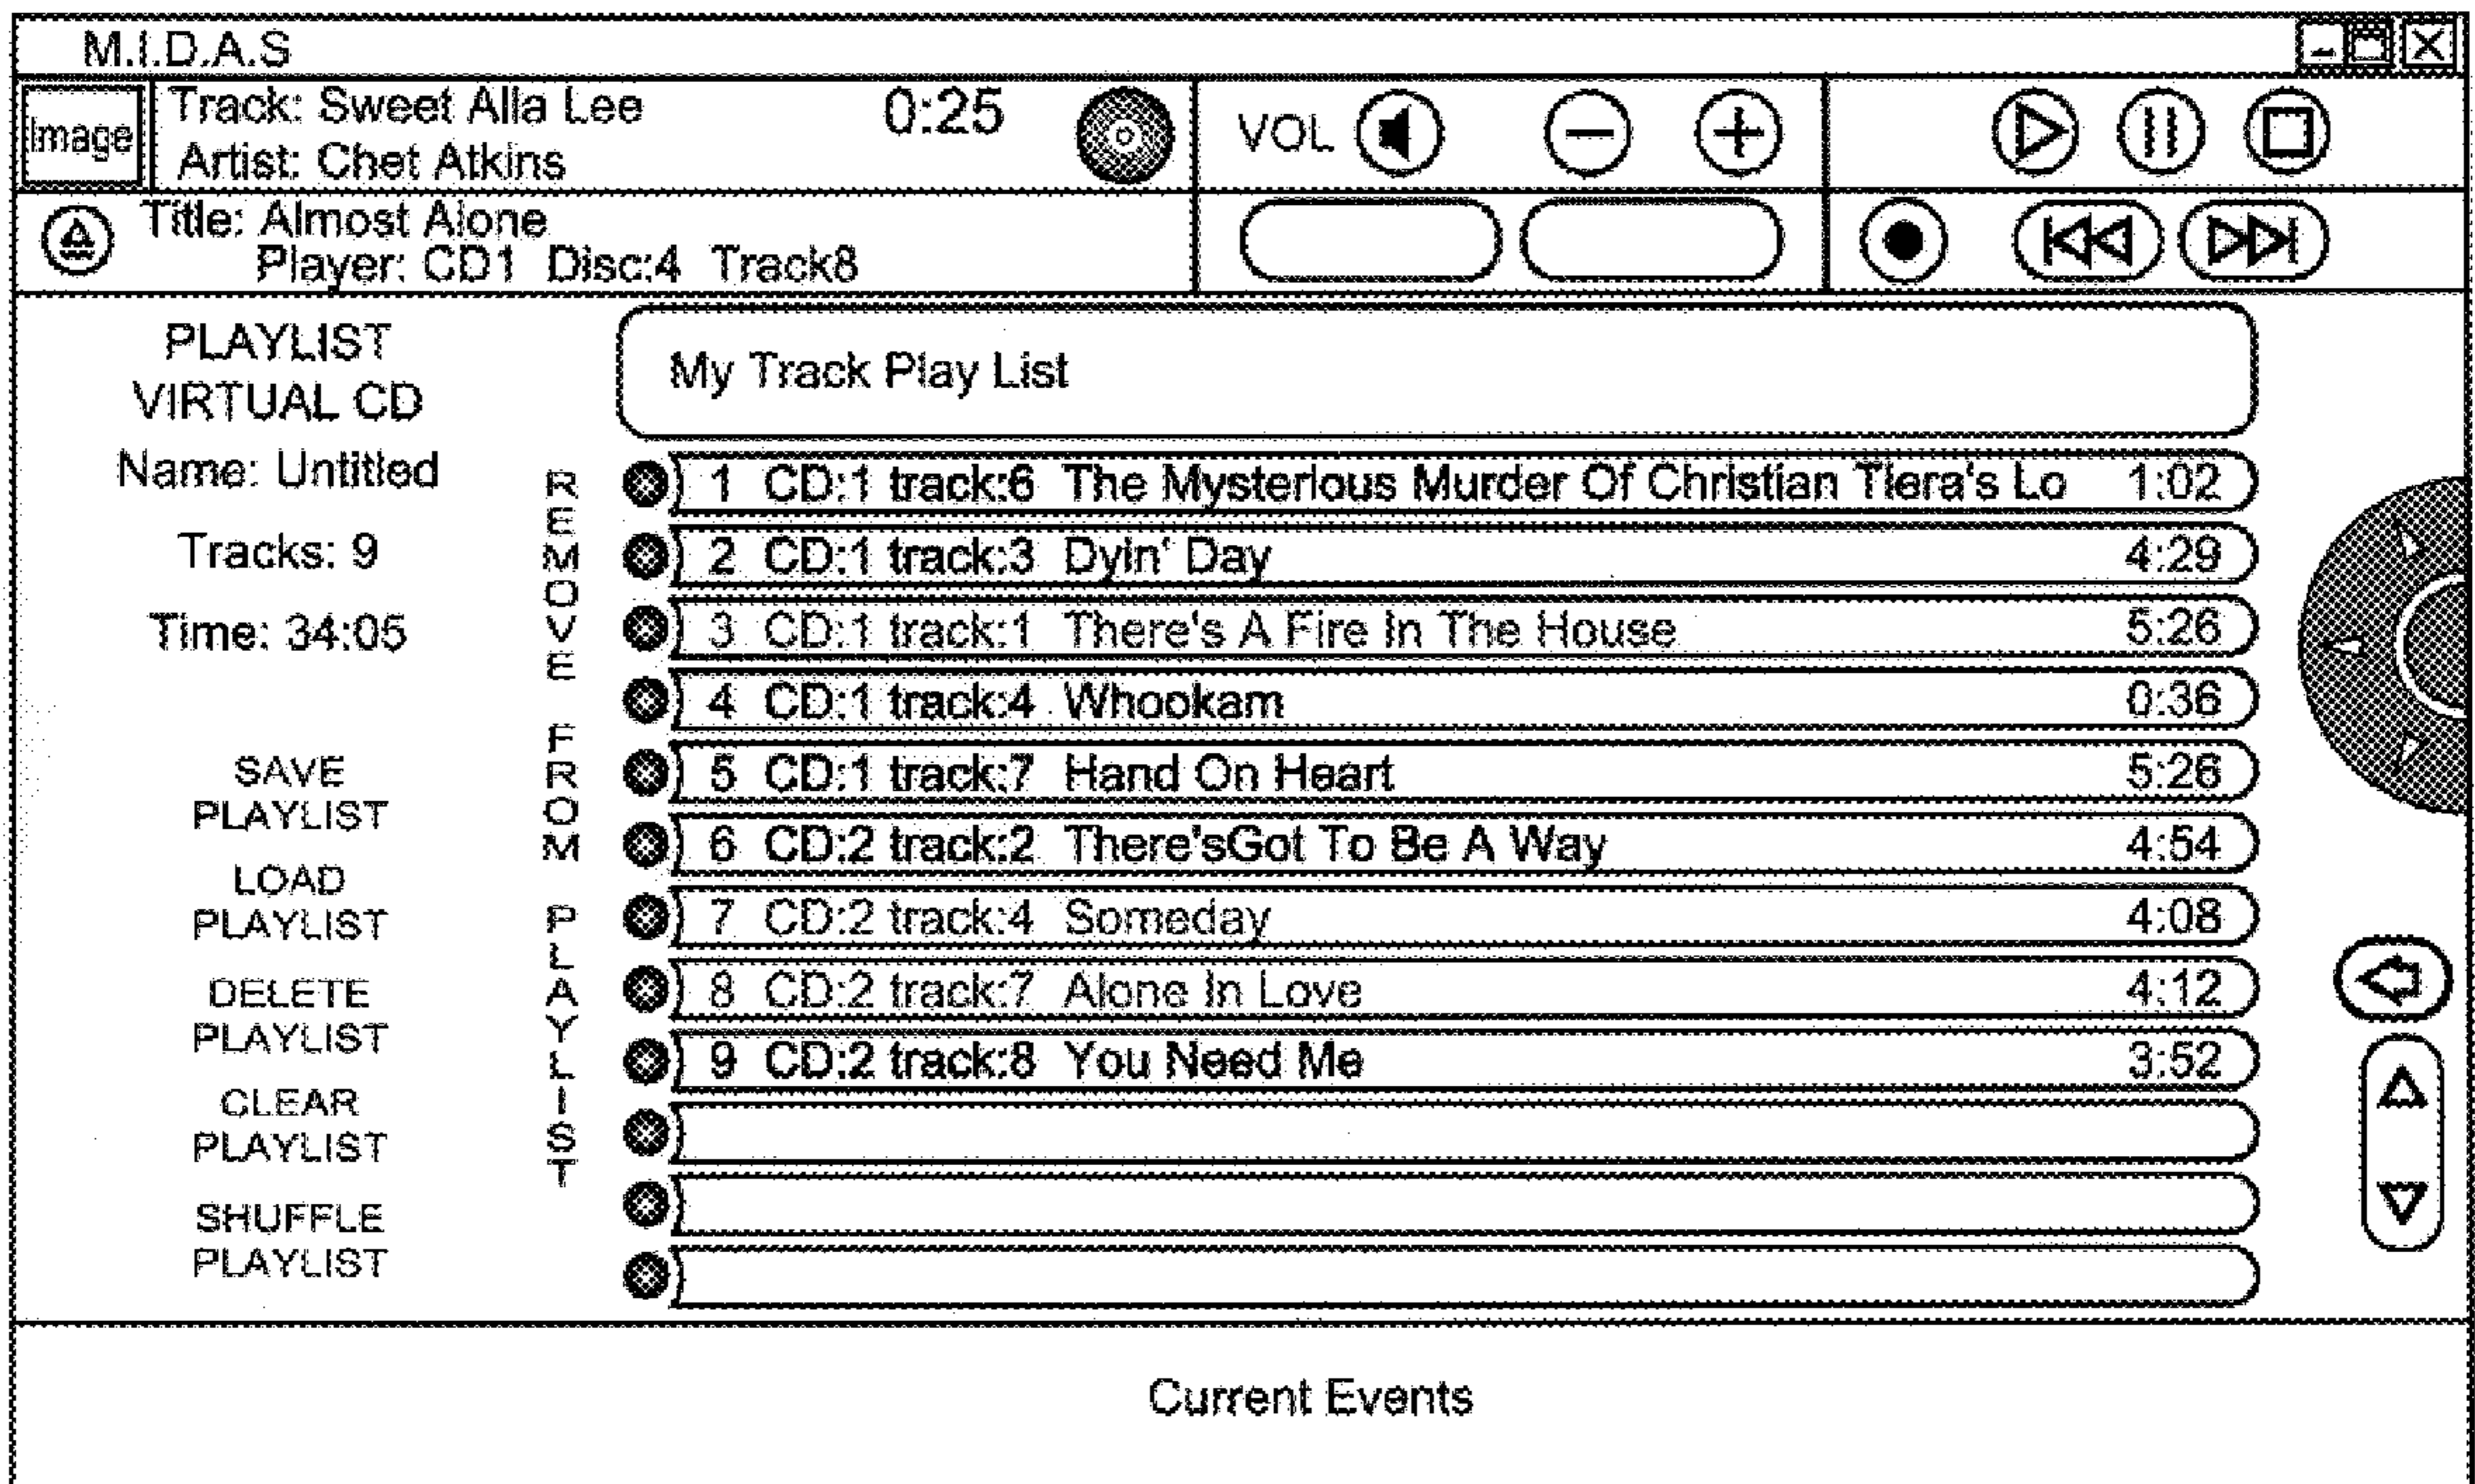 M.I.D.A.S
Image
Track: Sweet Alla Lee 0:25
Artist: Chet Atkins
VOL
Title: Almost Alone
Player: CD1 Disc:4 Track8
PLAYLIST
VIRTUAL CD
Name: Untitled
Tracks: 9
Time: 34:05
SAVE
PLAYLIST
LOAD
PLAYLIST
DELETE
PLAYLIST
CLEAR
PLAYLIST
SHUFFLE
PLAYLIST
REMOVE FROM PLAYLIST
My Track Play List
1 CD:1 track:6 The Mysterious Murder Of Christian Tiera's Lo 1:02
2 CD:1 track:3 Dyin' Day 4:29
3 CD:1 track:1 There's A Fire In The House 5:26
4 CD:1 track:4 Whookam 0:36
5 CD:1 track:7 Hand On Heart 5:26
6 CD:2 track:2 There'sGot To Be A Way 4:54
7 CD:2 track:4 Someday 4:08
8 CD:2 track:7 Alone In Love 4:12
9 CD:2 track:8 You Need Me 3:52
Current Events